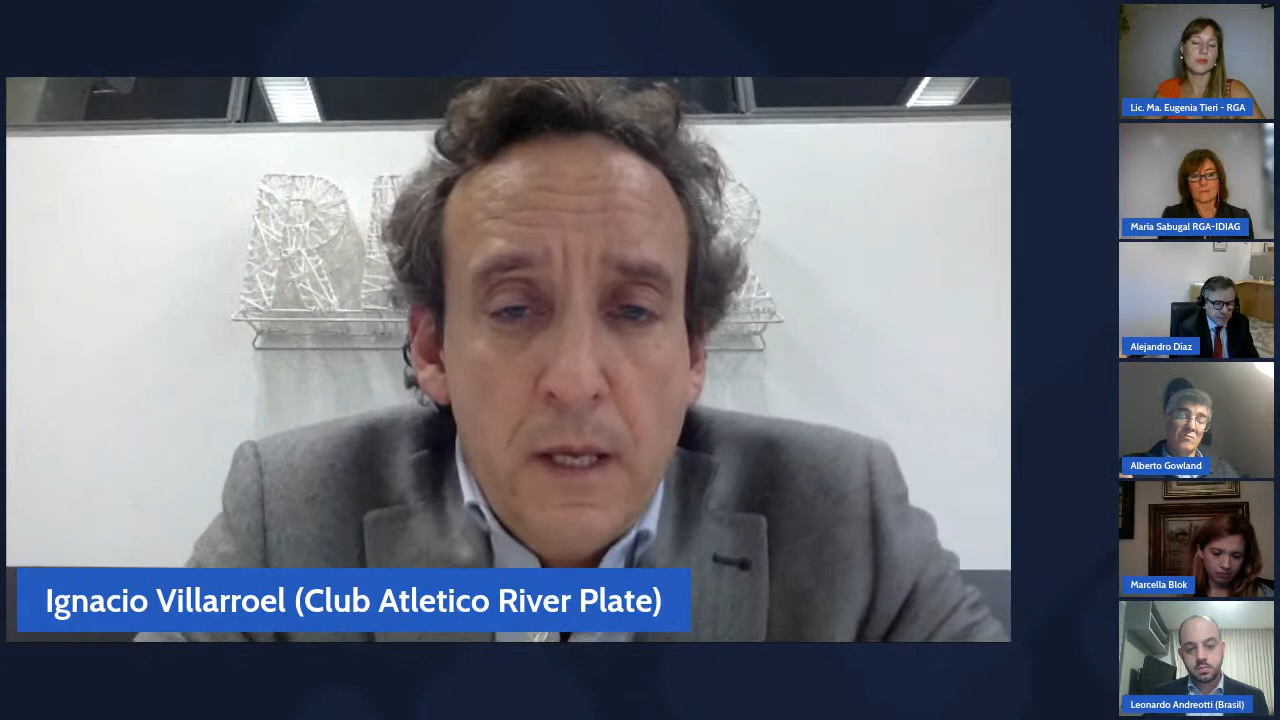 Ignacio Villarroel (Club Atletico River Plate)
Lic. Ma. Eugenia Tieri - RGA
Maria Sabugal RGA-IDIAG
Alejandro Díaz
Alberto Gowland
Marcella Blok
Leonardo Andreotti (Brasil)